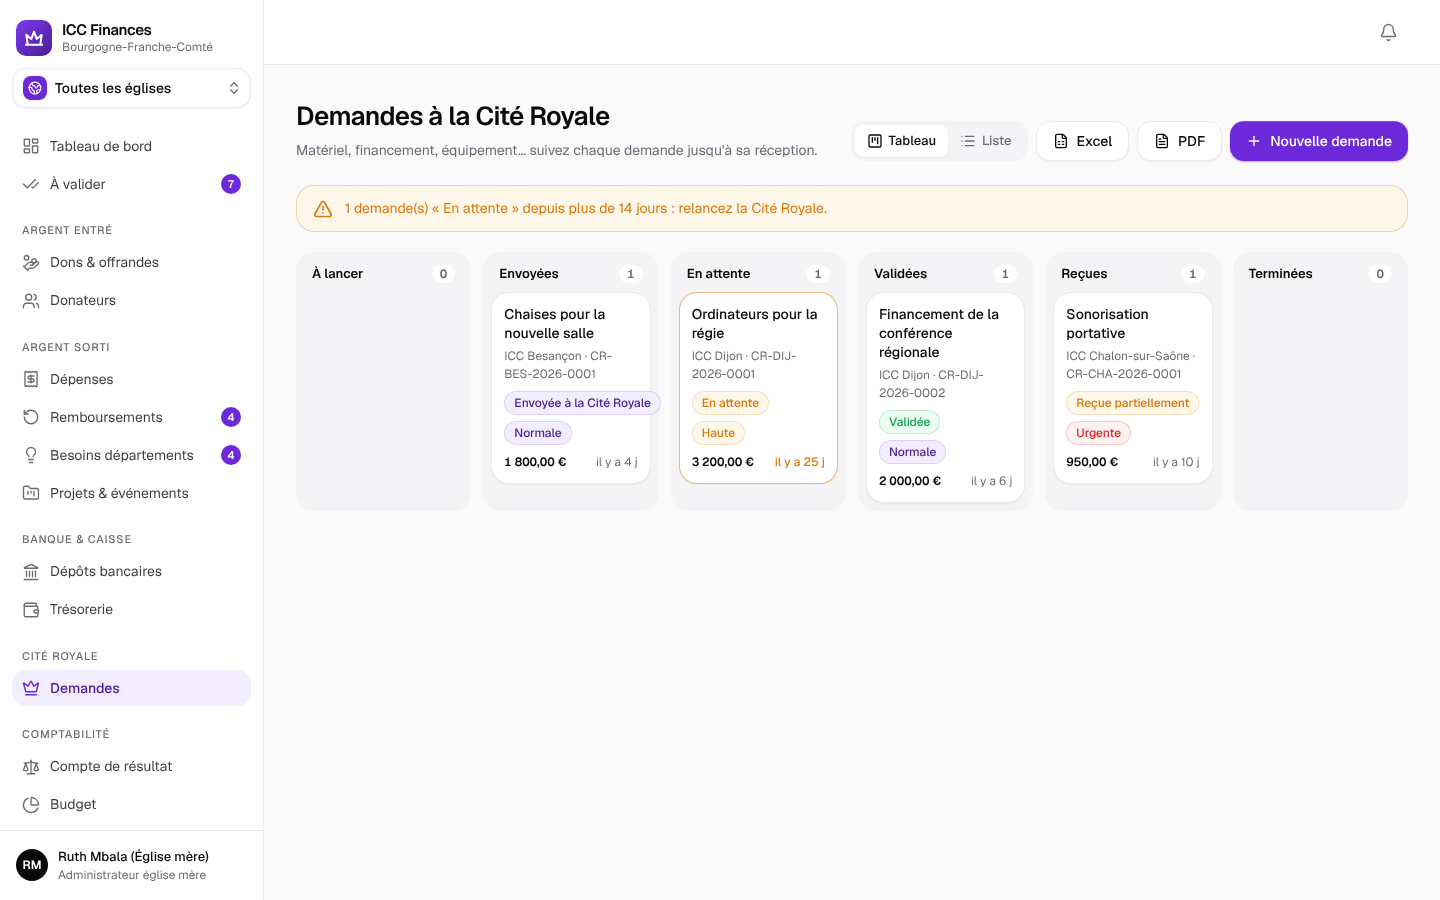 ICC Finances
Bourgogne-Franche-Comté
Toutes les églises
Tableau de bord
À valider
7
ARGENT ENTRÉ
Dons & offrandes
Donateurs
ARGENT SORTI
Dépenses
Remboursements
4
Besoins départements
4
Projets & événements
BANQUE & CAISSE
Dépôts bancaires
Trésorerie
CITÉ ROYALE
Demandes
COMPTABILITÉ
Compte de résultat
Budget
RM
Ruth Mbala (Église mère)
Administrateur église mère
Demandes à la Cité Royale
Matériel, financement, équipement… suivez chaque demande jusqu'à sa réception.
Tableau
Liste
Excel
PDF
Nouvelle demande
1 demande(s) « En attente » depuis plus de 14 jours : relancez la Cité Royale.
À lancer
0
Envoyées
1
Chaises pour la
nouvelle salle
ICC Besançon · CR-
BES-2026-0001
Envoyée à la Cité Royale
Normale
1 800,00 €
il y a 4 j
En attente
1
Ordinateurs pour la
régie
ICC Dijon · CR-DIJ-
2026-0001
En attente
Haute
3 200,00 €
il y a 25 j
Validées
1
Financement de la
conférence
régionale
ICC Dijon · CR-DIJ-
2026-0002
Validée
Normale
2 000,00 €
il y a 6 j
Reçues
1
Sonorisation
portative
ICC Chalon-sur-Saône ·
CR-CHA-2026-0001
Reçue partiellement
Urgente
950,00 €
il y a 10 j
Terminées
0